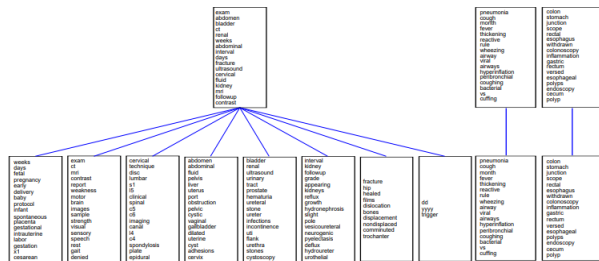 exam
abdomen
bladder
ct
renal
weeks
abdominal
interval
days
fracture
ultrasound
cervical
fluid
kidney
mri
followup
contrast
pneumonia
cough
month
fever
thickening
reactive
rule
wheezing
airway
viral
airways
hyperinflation
peribronchial
coughing
bacterial
vs
cuffing
colon
stomach
junction
scope
rectal
esophagus
withdrawn
colonoscopy
inflammation
gastric
rectum
versed
esophageal
polyps
endoscopy
cecum
polyp
weeks
days
fetal
pregnancy
early
delivery
baby
protocol
infant
spontaneous
placenta
gestational
intrauterine
labor
gestation
x1
cesarean
exam
ct
mri
contrast
report
weakness
motor
brain
images
sample
strength
visual
sensory
speech
rest
gait
denied
cervical
technique
disc
lumbar
s1
l5
clinical
spinal
c5
c6
imaging
canal
l4
c4
spondylosis
plate
epidural
abdomen
abdominal
fluid
pelvis
liver
uterus
port
obstruction
pelvic
cystic
vaginal
gallbladder
dilated
uterine
cyst
adhesions
cervix
bladder
renal
ultrasound
urinary
tract
prostate
hematuria
ureteral
stone
ureter
infections
incontinence
uti
flank
urethra
stones
cystoscopy
interval
kidney
followup
grade
appearing
kidneys
reflux
growth
hydronephrosis
slight
pole
vesicoureteral
neurogenic
pyelectasis
deflux
hydroureter
urothelial
fracture
hip
healed
films
dislocation
bones
displacement
nondisplaced
comminuted
trochanter
dd
yyyy
trigger
pneumonia
cough
month
fever
thickening
reactive
rule
wheezing
airway
viral
airways
hyperinflation
peribronchial
coughing
bacterial
vs
cuffing
colon
stomach
junction
scope
rectal
esophagus
withdrawn
colonoscopy
inflammation
gastric
rectum
versed
esophageal
polyps
endoscopy
cecum
polyp